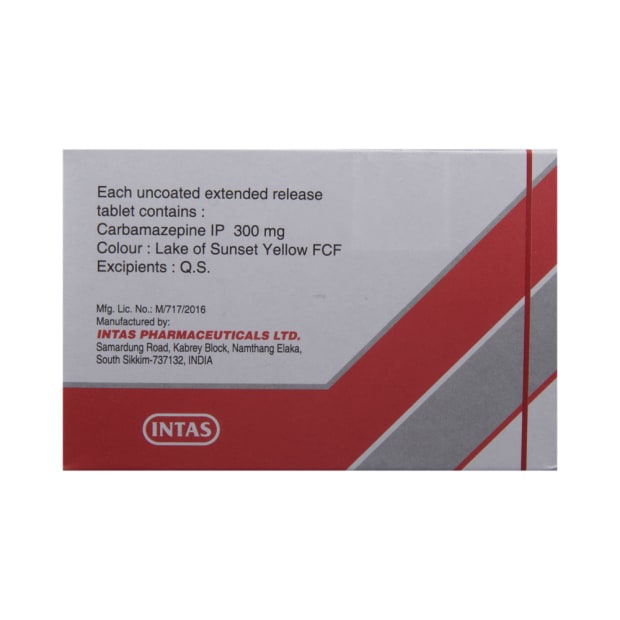 Each uncoated extended release
tablet contains :
Carbamazepine IP 300 mg
Colour : Lake of Sunset Yellow FCF
Excipients : Q.S.
Mfg. Lic. No.: M/717/2016
Manufactured by:
INTAS PHARMACEUTICALS LTD.
Samardung Road, Kabrey Block, Namthang Elaka,
South Sikkim-737132, INDIA
INTAS